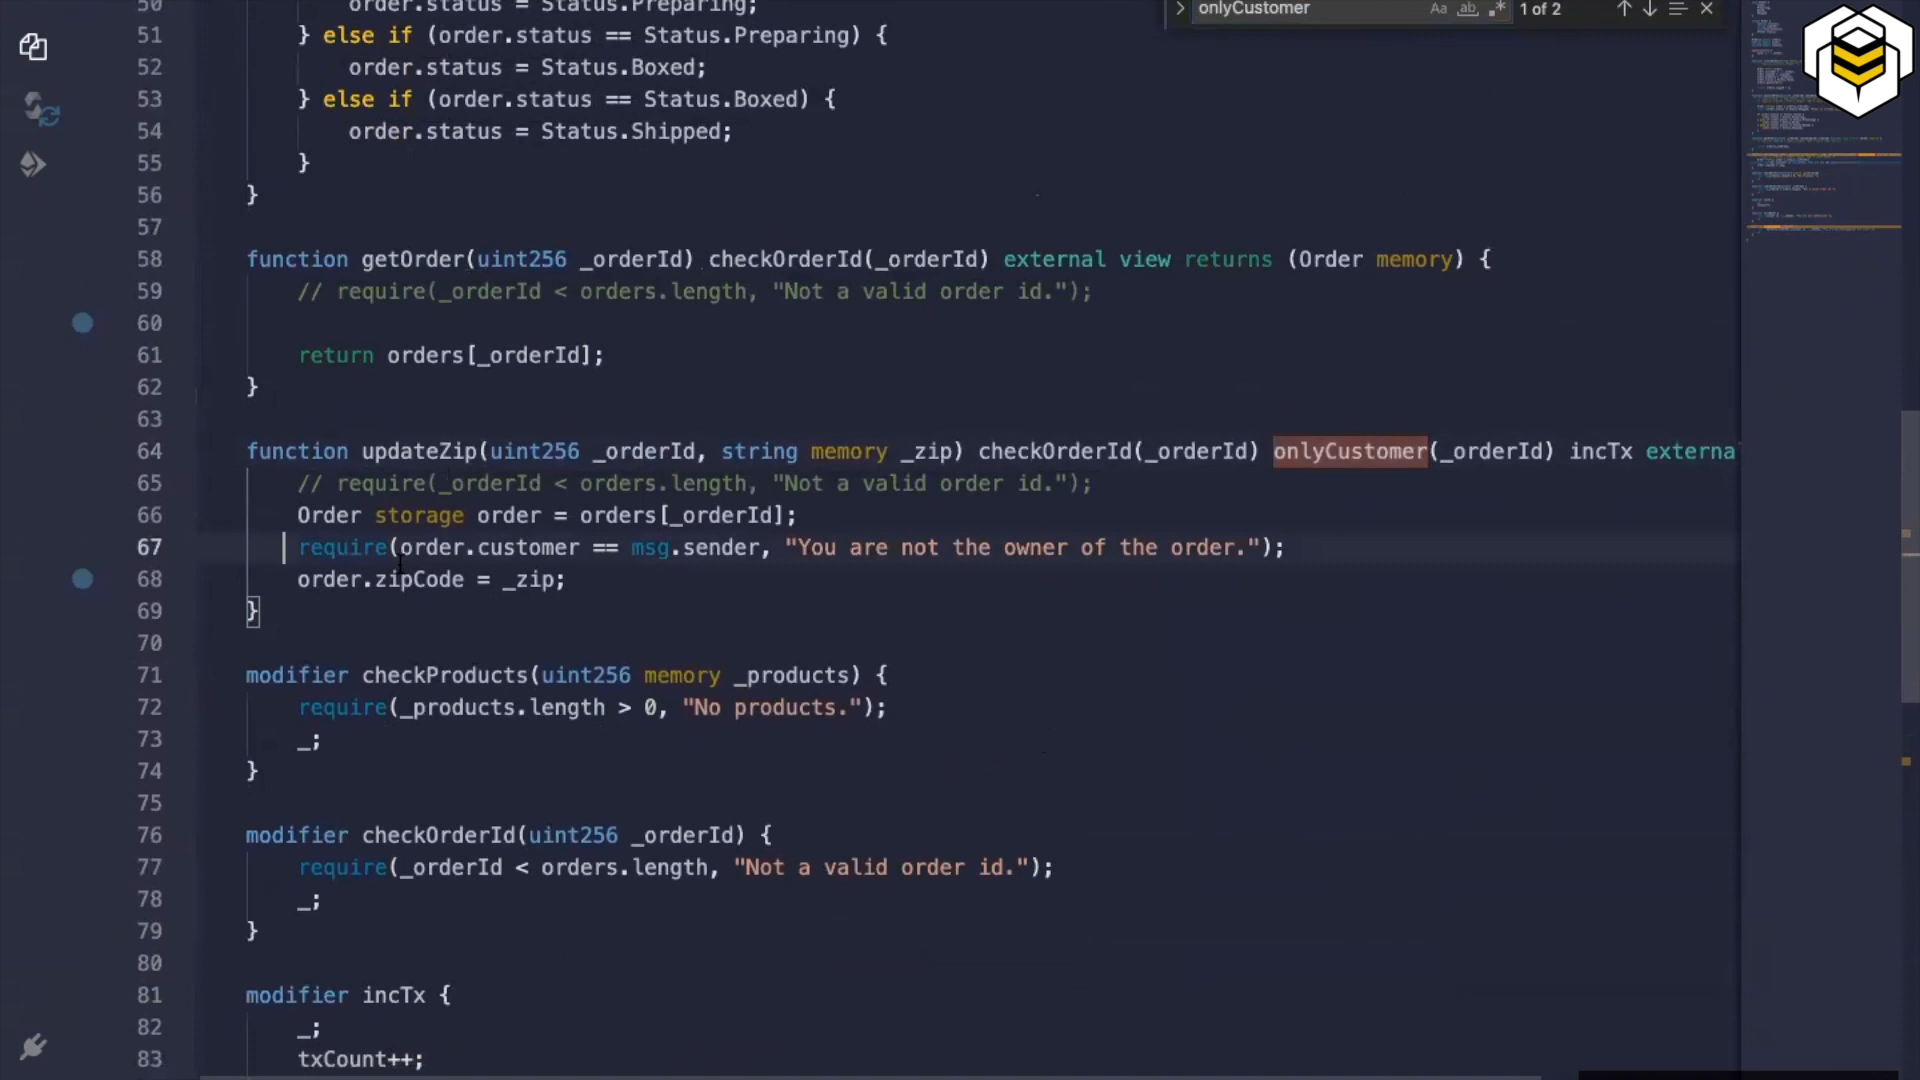 onlyCustomer Aa ab .* 1 of 2
50 order.status = Status.Preparing;
51 } else if (order.status == Status.Preparing) {
52 order.status = Status.Boxed;
53 } else if (order.status == Status.Boxed) {
54 order.status = Status.Shipped;
55 }
56 }
57
58 function getOrder(uint256 _orderId) checkOrderId(_orderId) external view returns (Order memory) {
59 // require(_orderId < orders.length, "Not a valid order id.");
60
61 return orders[_orderId];
62 }
63
64 function updateZip(uint256 _orderId, string memory _zip) checkOrderId(_orderId) onlyCustomer(_orderId) incTx externa
65 // require(_orderId < orders.length, "Not a valid order id.");
66 Order storage order = orders[_orderId];
67 require(order.customer == msg.sender, "You are not the owner of the order.");
68 order.zipCode = _zip;
69 }
70
71 modifier checkProducts(uint256 memory _products) {
72 require(_products.length > 0, "No products.");
73 _;
74 }
75
76 modifier checkOrderId(uint256 _orderId) {
77 require(_orderId < orders.length, "Not a valid order id.");
78 _;
79 }
80
81 modifier incTx {
82 _;
83 txCount++;